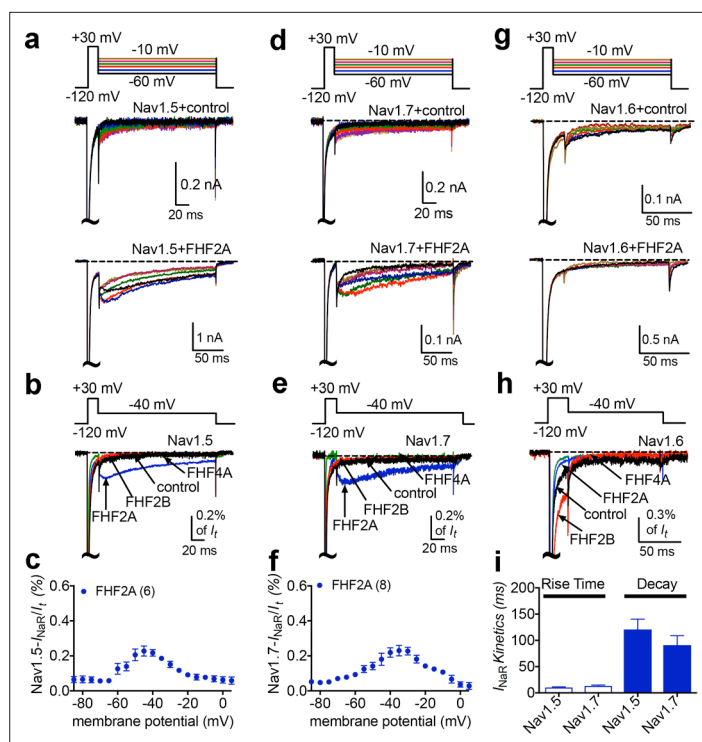 a
+30 mV
-10 mV
-60 mV
-120 mV
Nav1.5+control
0.2 nA
20 ms
Nav1.5+FHF2A
1 nA
50 ms
b
+30 mV
-40 mV
-120 mV
Nav1.5
FHF4A
control
FHF2B
FHF2A
0.2%
of It
20 ms
c
Nav1.5-INaR/It (%)
0.6
0.4
0.2
0.0
FHF2A (6)
-80 -60 -40 -20 0
membrane potential (mV)
d
+30 mV
-10 mV
-60 mV
-120 mV
Nav1.7+control
0.2 nA
20 ms
Nav1.7+FHF2A
0.1 nA
50 ms
e
+30 mV
-40 mV
-120 mV
Nav1.7
FHF4A
control
FHF2B
FHF2A
0.2%
of It
20 ms
f
Nav1.7-INaR/It (%)
0.6
0.4
0.2
0.0
FHF2A (8)
-80 -60 -40 -20 0
membrane potential (mV)
g
+30 mV
-10 mV
-60 mV
-120 mV
Nav1.6+control
0.1 nA
50 ms
Nav1.6+FHF2A
0.5 nA
50 ms
h
+30 mV
-40 mV
-120 mV
Nav1.6
FHF4A
FHF2A
control
FHF2B
0.3%
of It
50 ms
i
INaR Kinetics (ms)
200
150
100
50
0
Rise Time Decay
Nav1.5 Nav1.7 Nav1.5 Nav1.7